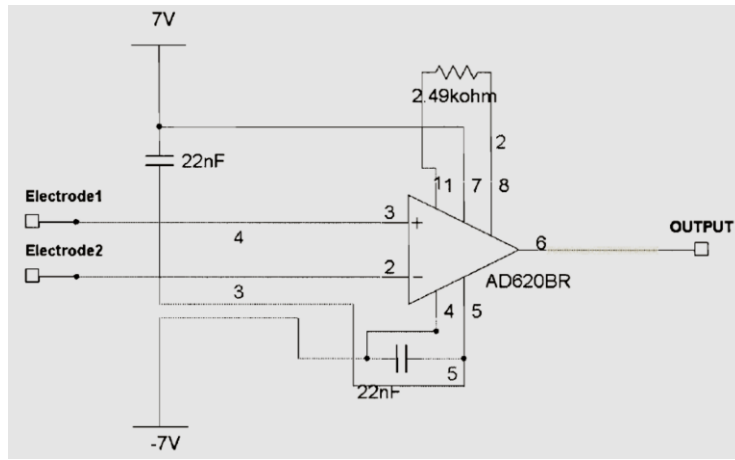 7V
2.49kohm
2
22nF
11 7 8
Electrode1
3
+
4
OUTPUT
6
Electrode2
2
-
AD620BR
3
4 5
5
22nF
-7V